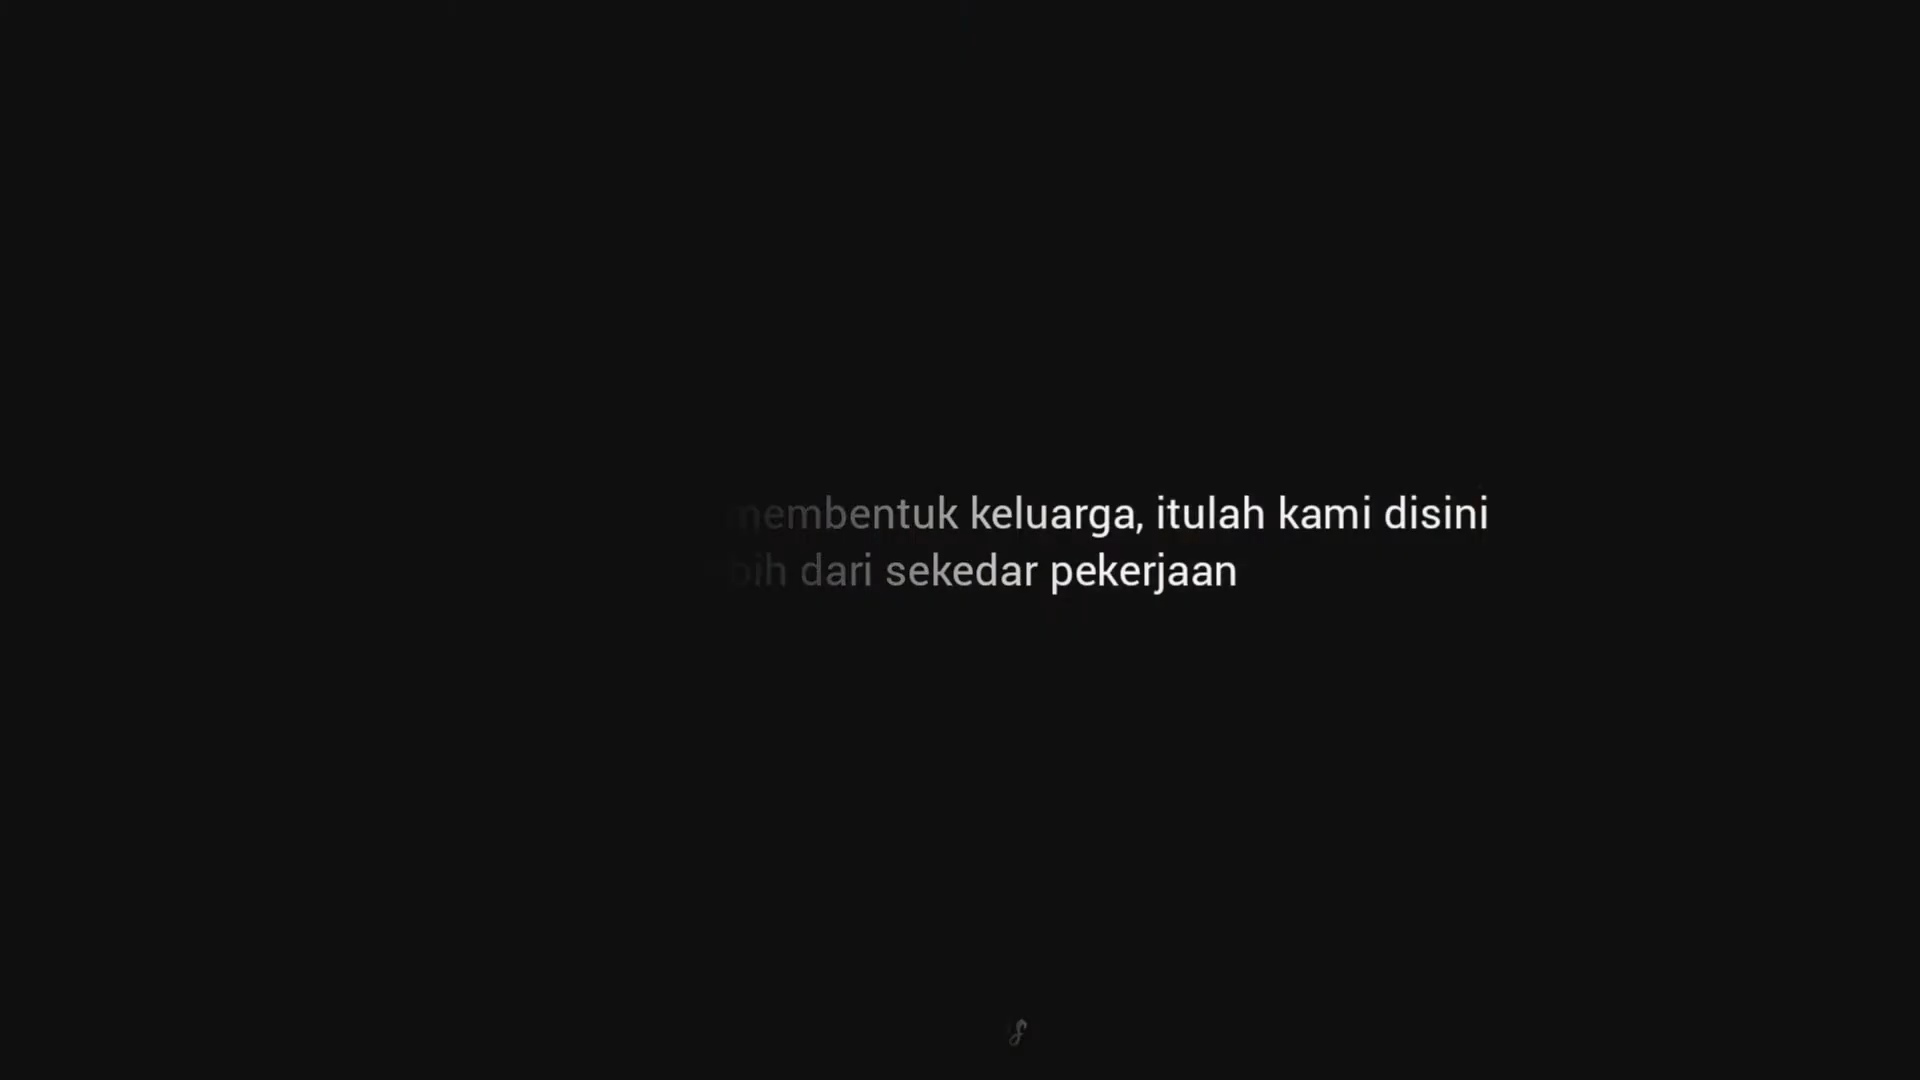 membentuk keluarga, itulah kami disini
dari sekedar pekerjaan